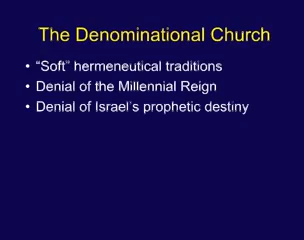 The Denominational Church
• “Soft” hermeneutical traditions
• Denial of the Millennial Reign
• Denial of Israel’s prophetic destiny